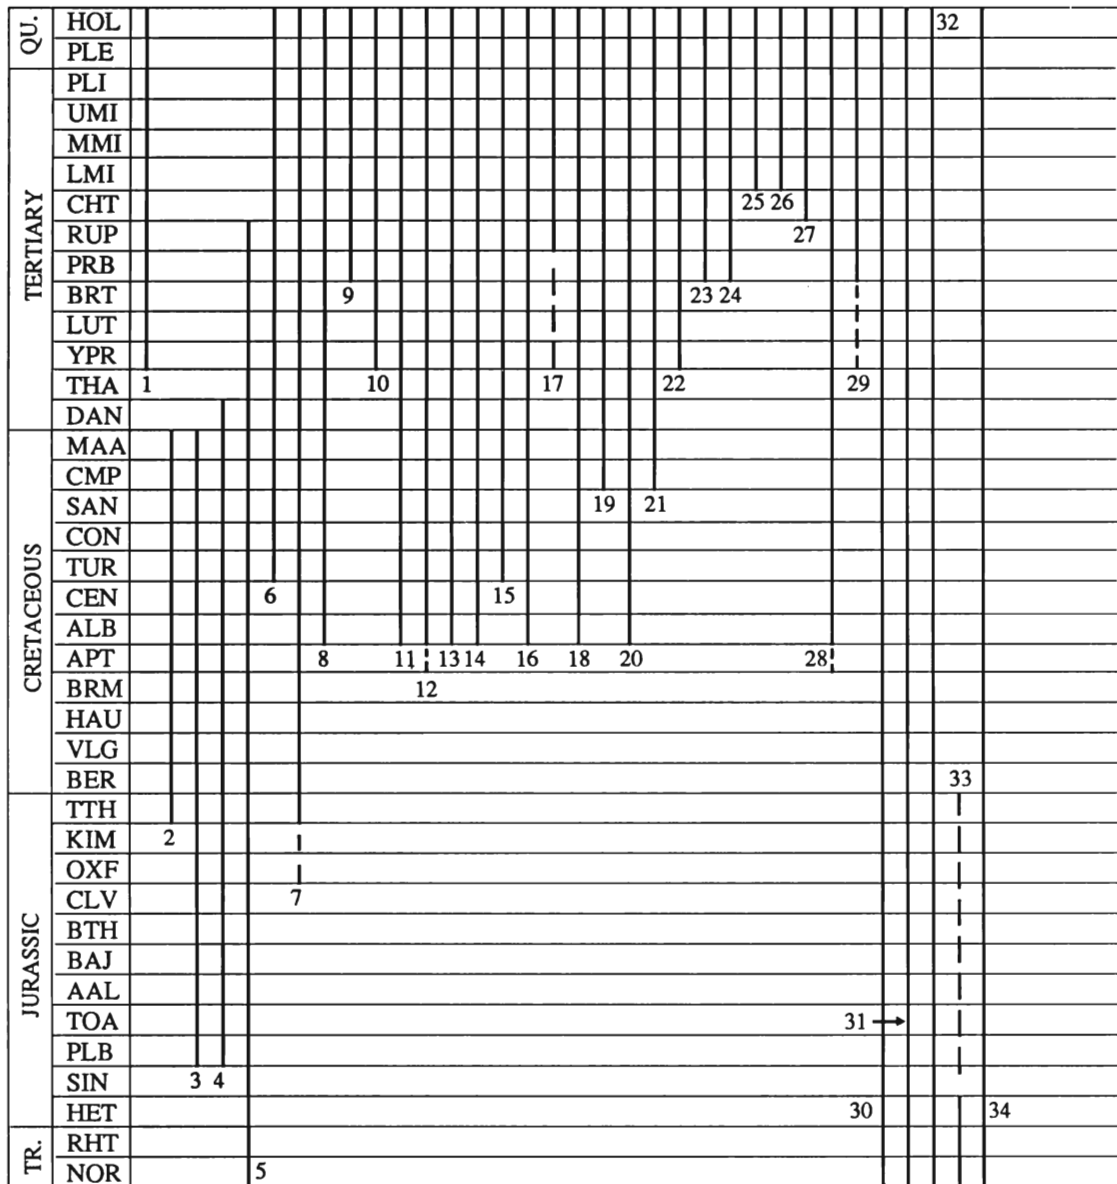 QU. HOL 32
PLE
TERTIARY PLI
UMI
MMI
LMI
CHT 25 26
RUP 27
PRB
BRT 9 23 24
LUT
YPR
THA 1 10 17 22 29
DAN
CRETACEOUS MAA
CMP
SAN 19 21
CON
TUR
CEN 6 15
ALB
APT 8 11 13 14 16 18 20 28
BRM 12
HAU
VLG
BER 33
JURASSIC TTH
KIM 2
OXF
CLV 7
BTH
BAJ
AAL
TOA 31
PLB
SIN 3 4
HET 30 34
TR. RHT
NOR 5